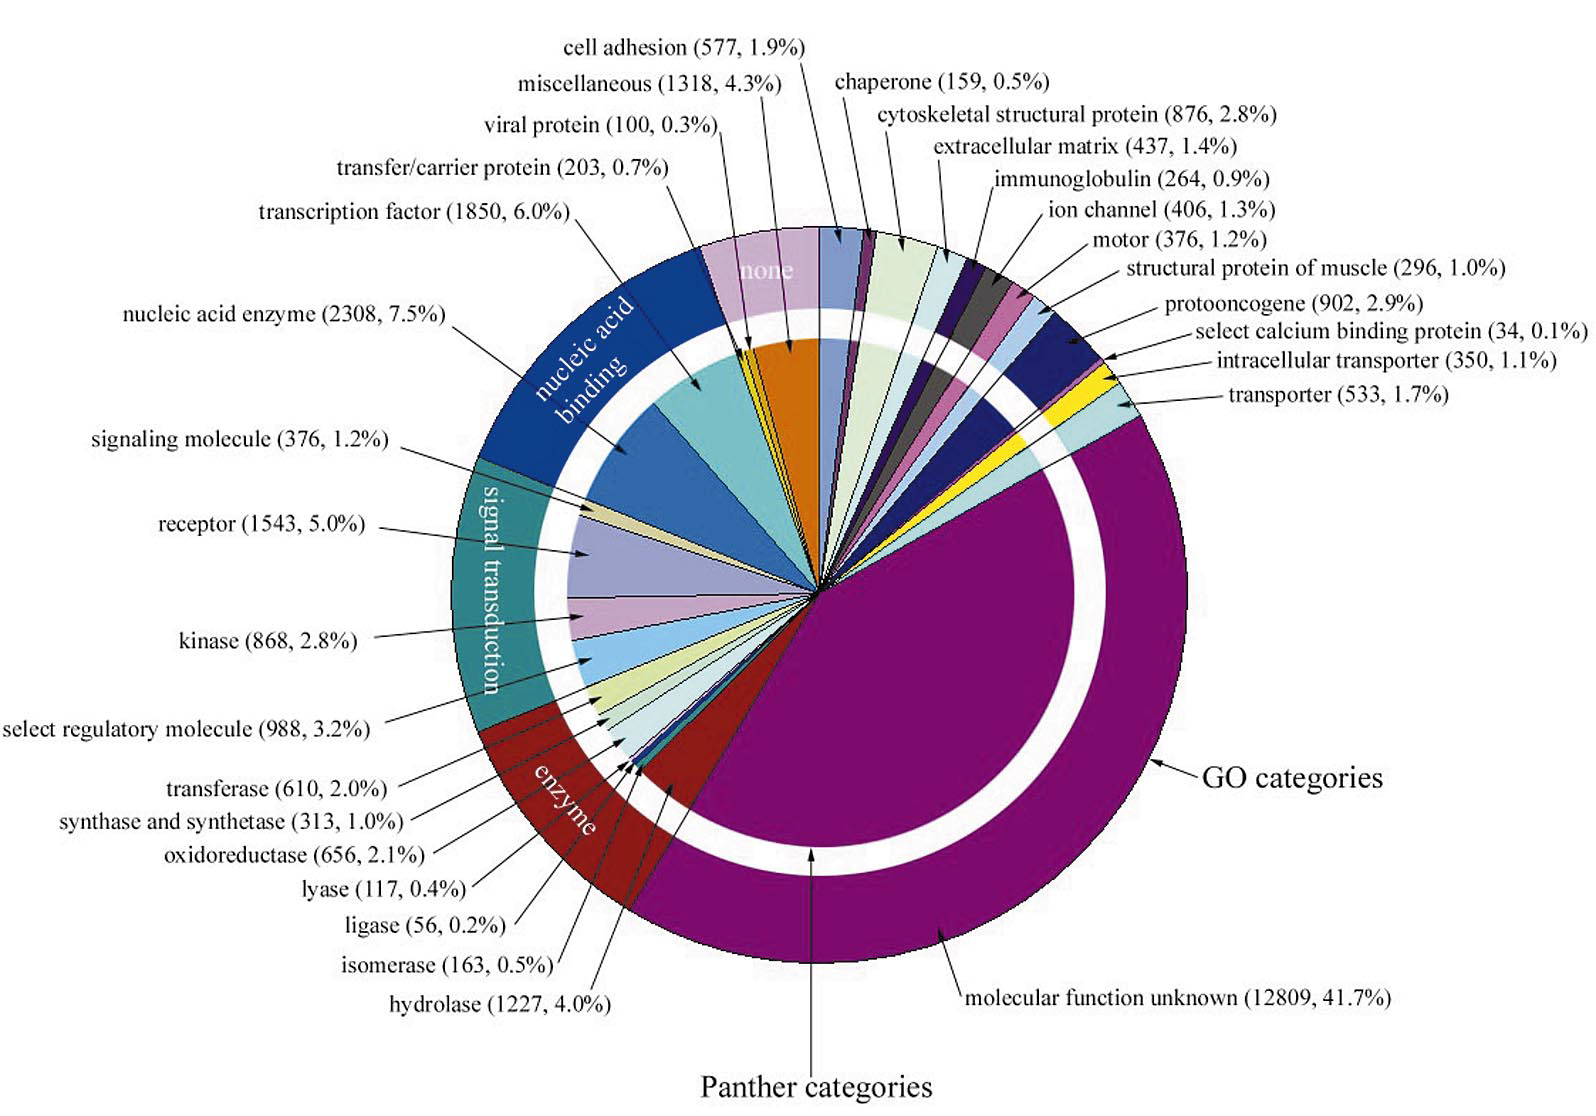 cell adhesion (577, 1.9%)
miscellaneous (1318, 4.3%)
viral protein (100, 0.3%)
transfer/carrier protein (203, 0.7%)
transcription factor (1850, 6.0%)
nucleic acid enzyme (2308, 7.5%)
signaling molecule (376, 1.2%)
receptor (1543, 5.0%)
kinase (868, 2.8%)
select regulatory molecule (988, 3.2%)
transferase (610, 2.0%)
synthase and synthetase (313, 1.0%)
oxidoreductase (656, 2.1%)
lyase (117, 0.4%)
ligase (56, 0.2%)
isomerase (163, 0.5%)
hydrolase (1227, 4.0%)
chaperone (159, 0.5%)
cytoskeletal structural protein (876, 2.8%)
extracellular matrix (437, 1.4%)
immunoglobulin (264, 0.9%)
ion channel (406, 1.3%)
motor (376, 1.2%)
structural protein of muscle (296, 1.0%)
protooncogene (902, 2.9%)
select calcium binding protein (34, 0.1%)
intracellular transporter (350, 1.1%)
transporter (533, 1.7%)
none
nucleic acid
binding
signal transduction
enzyme
GO categories
molecular function unknown (12809, 41.7%)
Panther categories